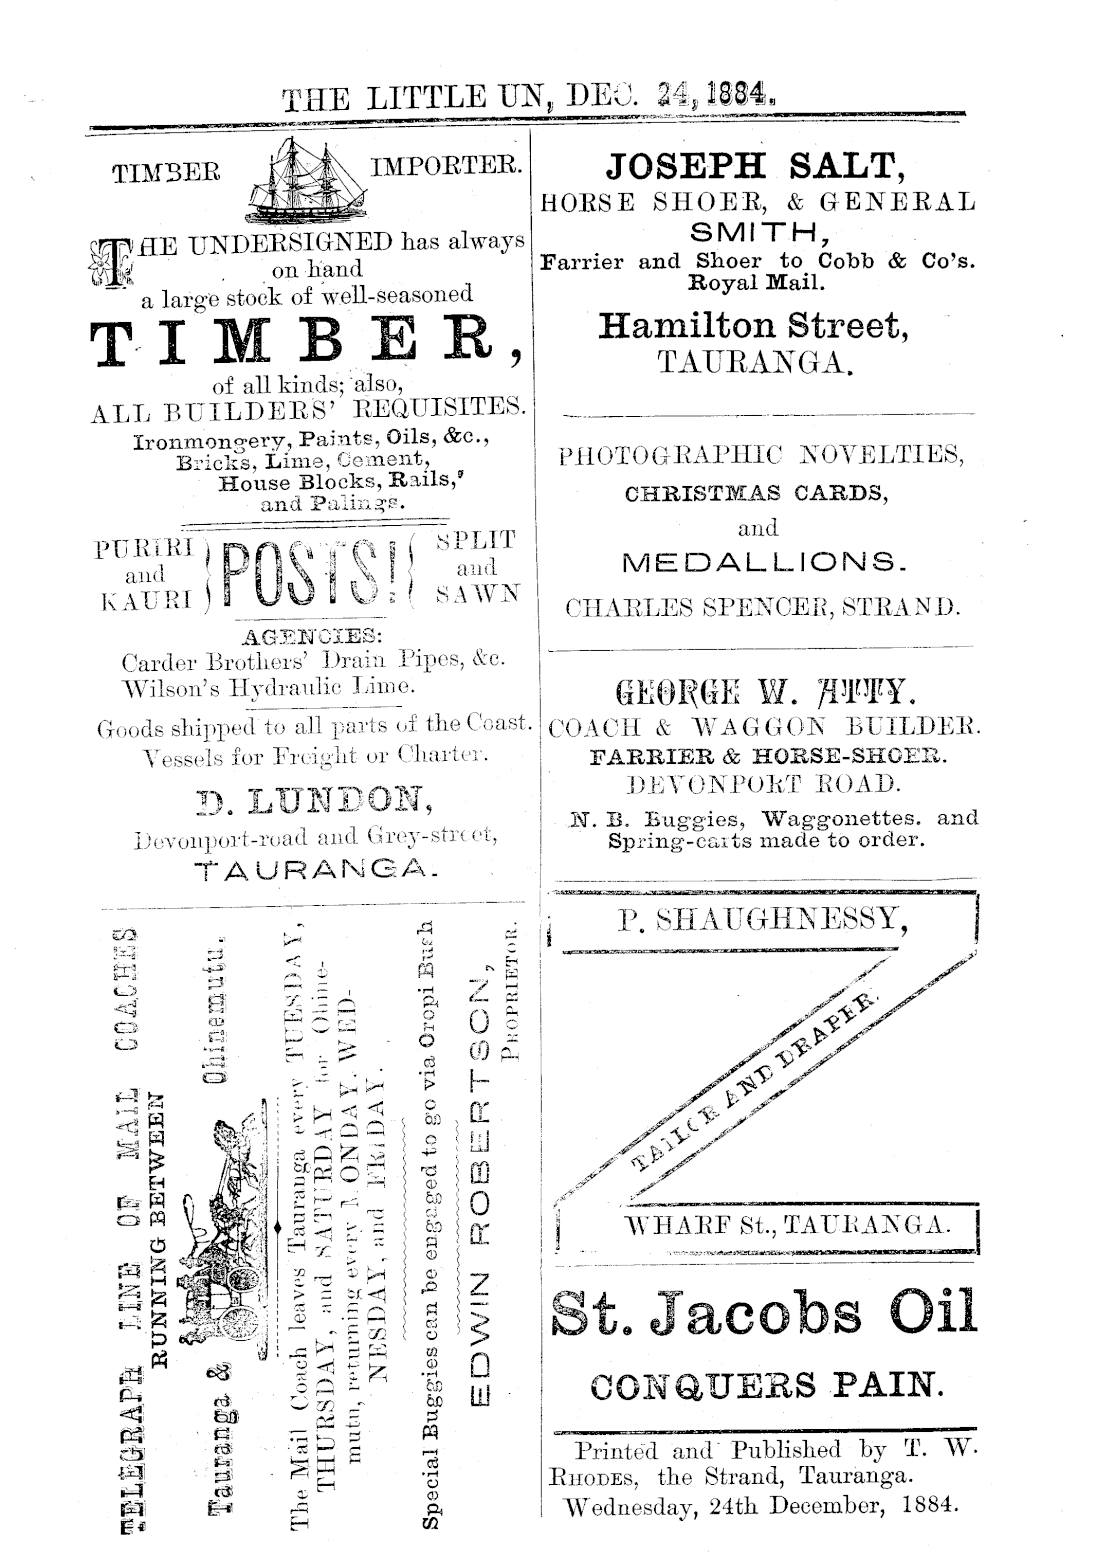 THE LITTLE UN, DEC. 24, 1884.
TIMBER IMPORTER.
THE UNDERSIGNED has always
on hand
a large stock of well-seasoned
TIMBER,
of all kinds; also,
ALL BUILDERS' REQUISITES.
Ironmongery, Paints, Oils, &c.,
Bricks, Lime, Cement,
House Blocks, Rails,
and Palings.
PURIRI
and
KAURI
POSTS!
SPLIT
and
SAWN
AGENCIES:
Carder Brothers' Drain Pipes, &c.
Wilson's Hydraulic Lime.
Goods shipped to all parts of the Coast.
Vessels for Freight or Charter.
D. LUNDON,
Devonport-road and Grey-street,
TAURANGA.
TELEGRAPH LINE OF MAIL COACHES
RUNNING BETWEEN
Tauranga & Ohinemutu.
The Mail Coach leaves Tauranga every TUESDAY,
THURSDAY, and SATURDAY for Ohine-
mutu, returning every MONDAY, WED-
NESDAY, and FRIDAY.
Special Buggies can be engaged to go via Oropi Bush
EDWIN ROBERTSON,
PROPRIETOR.
JOSEPH SALT,
HORSE SHOER, & GENERAL
SMITH,
Farrier and Shoer to Cobb & Co's.
Royal Mail.
Hamilton Street,
TAURANGA.
PHOTOGRAPHIC NOVELTIES,
CHRISTMAS CARDS,
and
MEDALLIONS.
CHARLES SPENCER, STRAND.
GEORGE W. ATTY.
COACH & WAGGON BUILDER.
FARRIER & HORSE-SHOER.
DEVONPORT ROAD.
N. B. Buggies, Waggonettes. and
Spring-carts made to order.
P. SHAUGHNESSY,
TAILOR AND DRAPER.
WHARF St., TAURANGA.
St. Jacobs Oil
CONQUERS PAIN.
Printed and Published by T. W.
RHODES, the Strand, Tauranga.
Wednesday, 24th December, 1884.